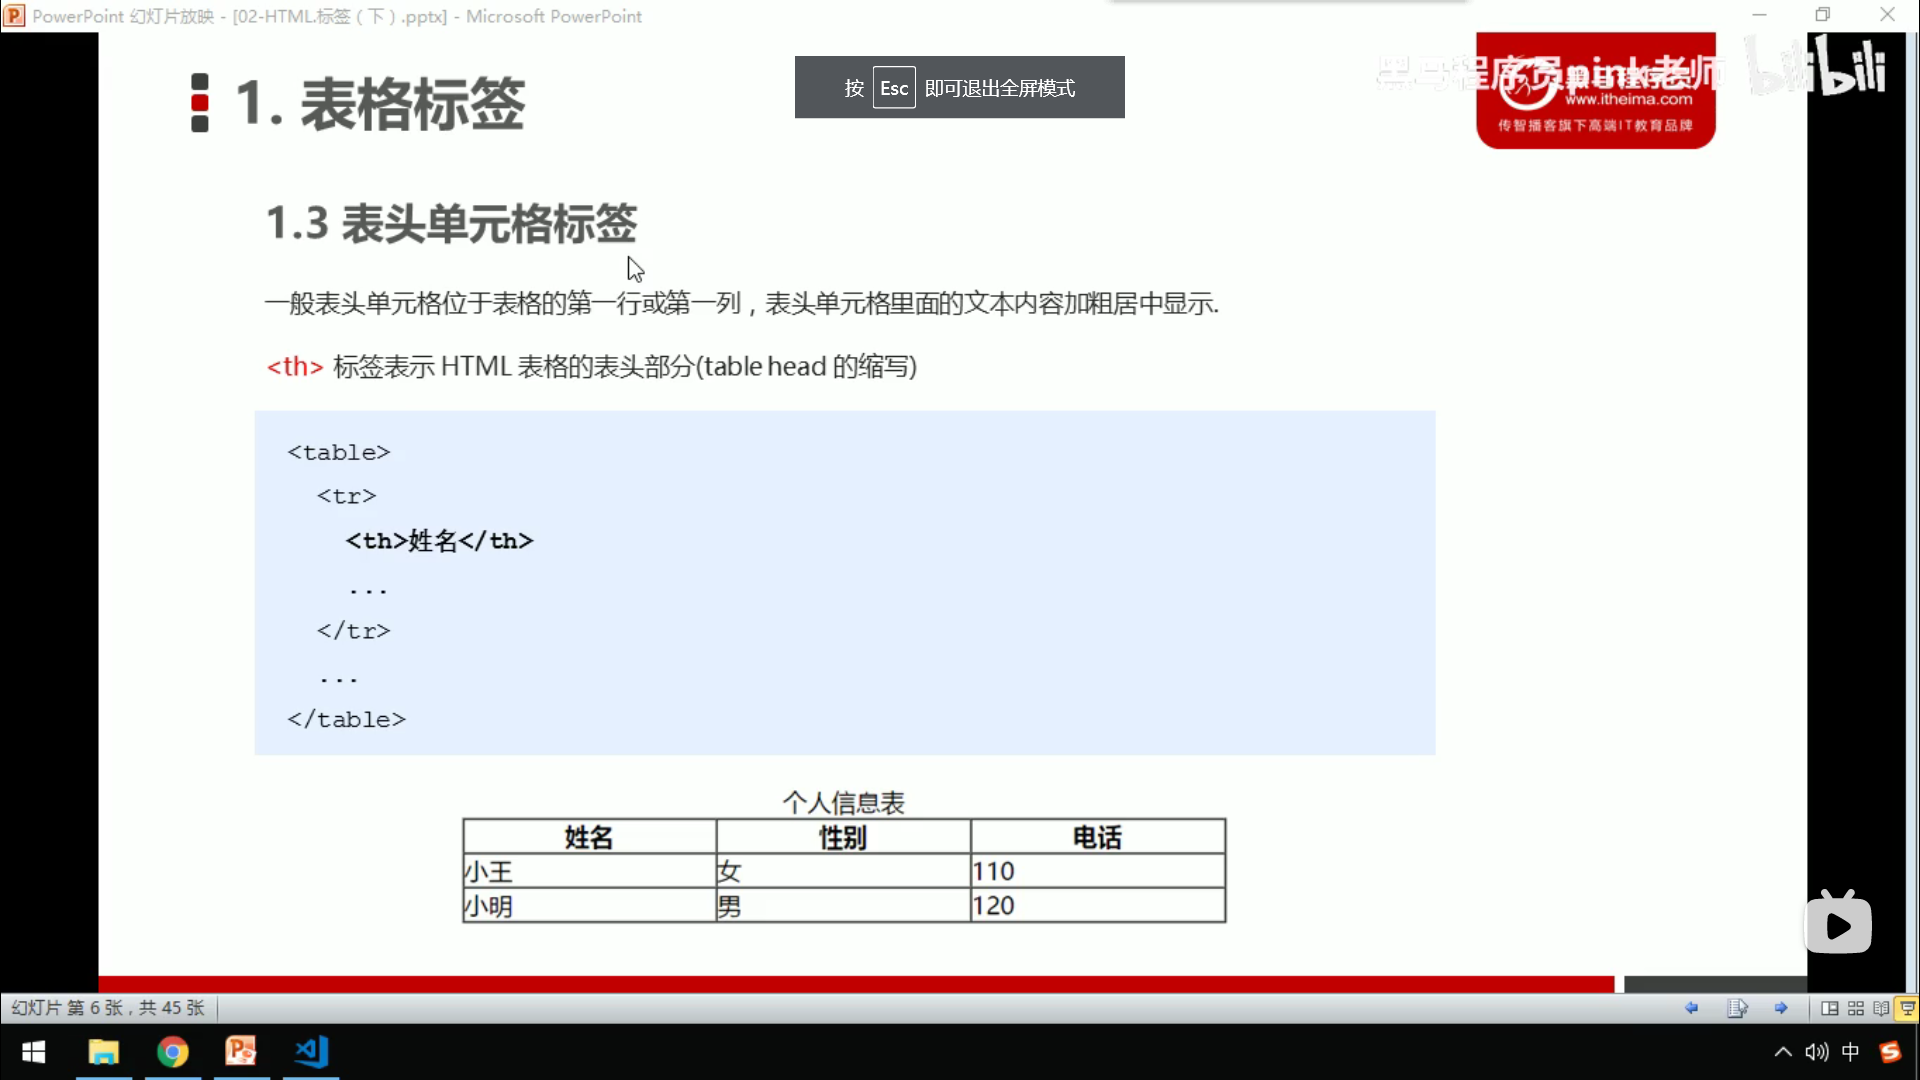 PowerPoint 幻灯片放映 - [02-HTML标签（下）.pptx] - Microsoft PowerPoint
按 Esc 即可退出全屏模式
黑马程序员pink老师
bilibili
www.itheima.com
传智播客旗下高端IT教育品牌
1. 表格标签
1.3 表头单元格标签
一般表头单元格位于表格的第一行或第一列，表头单元格里面的文本内容加粗居中显示.
<th> 标签表示 HTML 表格的表头部分(table head 的缩写)
<table>
<tr>
<th>姓名</th>
...
</tr>
...
</table>
个人信息表
姓名 性别 电话
小王 女 110
小明 男 120
幻灯片 第 6 张，共 45 张
中